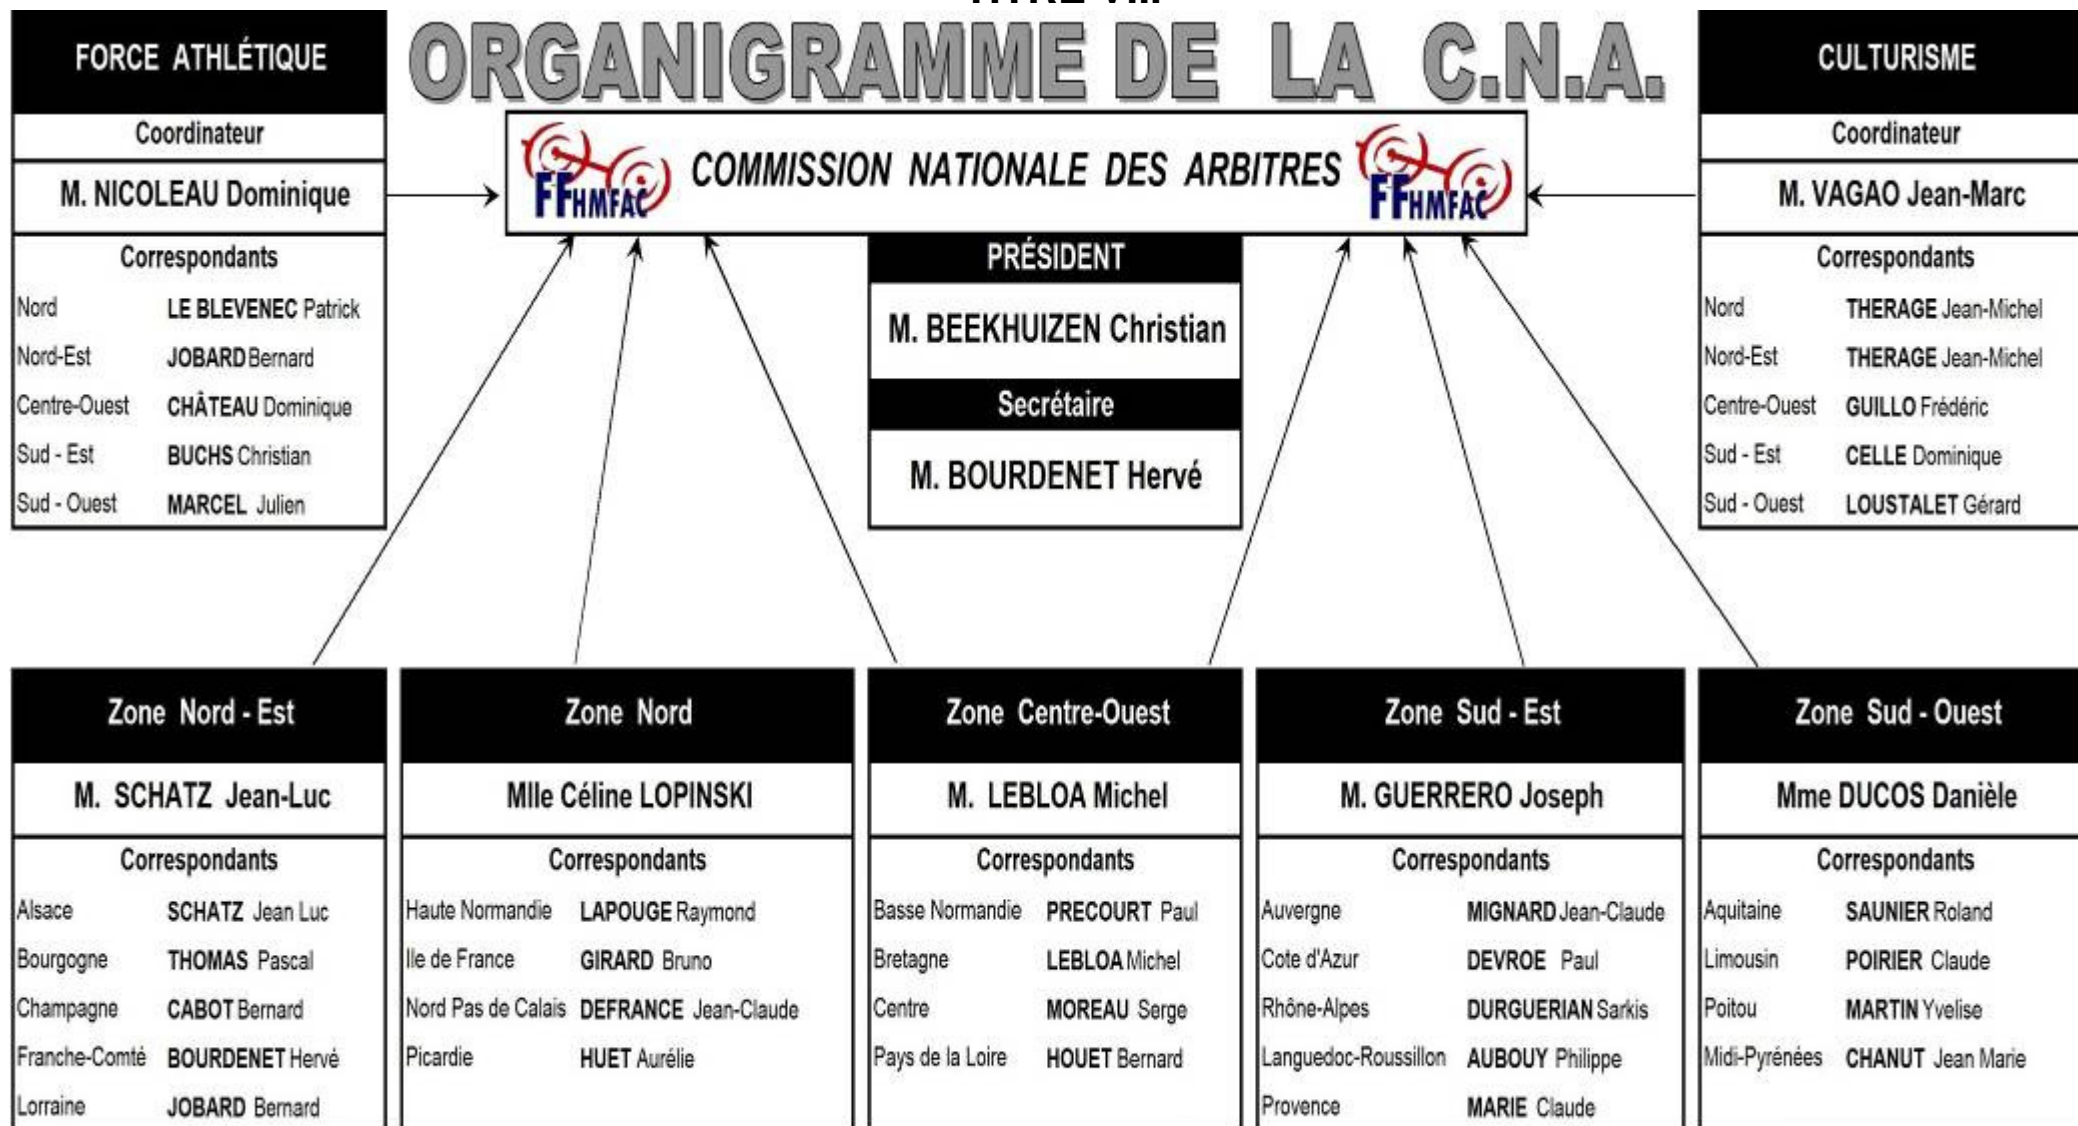 TITRE VIII
ORGANIGRAMME DE LA C.N.A.
FORCE ATHLÉTIQUE
Coordinateur
M. NICOLEAU Dominique
Correspondants
Nord LE BLEVENEC Patrick
Nord-Est JOBARD Bernard
Centre-Ouest CHÂTEAU Dominique
Sud - Est BUCHS Christian
Sud - Ouest MARCEL Julien
FFHMFAC COMMISSION NATIONALE DES ARBITRES FFHMFAC
PRÉSIDENT
M. BEEKHUIZEN Christian
Secrétaire
M. BOURDENET Hervé
CULTURISME
Coordinateur
M. VAGAO Jean-Marc
Correspondants
Nord THERAGE Jean-Michel
Nord-Est THERAGE Jean-Michel
Centre-Ouest GUILLO Frédéric
Sud - Est CELLE Dominique
Sud - Ouest LOUSTALET Gérard
Zone Nord - Est
M. SCHATZ Jean-Luc
Correspondants
Alsace SCHATZ Jean Luc
Bourgogne THOMAS Pascal
Champagne CABOT Bernard
Franche-Comté BOURDENET Hervé
Lorraine JOBARD Bernard
Zone Nord
Mlle Céline LOPINSKI
Correspondants
Haute Normandie LAPOUGE Raymond
Ile de France GIRARD Bruno
Nord Pas de Calais DEFRANCE Jean-Claude
Picardie HUET Aurélie
Zone Centre-Ouest
M. LEBLOA Michel
Correspondants
Basse Normandie PRECOURT Paul
Bretagne LEBLOA Michel
Centre MOREAU Serge
Pays de la Loire HOUET Bernard
Zone Sud - Est
M. GUERRERO Joseph
Correspondants
Auvergne MIGNARD Jean-Claude
Cote d'Azur DEVROE Paul
Rhône-Alpes DURGUERIAN Sarkis
Languedoc-Roussillon AUBOUY Philippe
Provence MARIE Claude
Zone Sud - Ouest
Mme DUCOS Danièle
Correspondants
Aquitaine SAUNIER Roland
Limousin POIRIER Claude
Poitou MARTIN Yvelise
Midi-Pyrénées CHANUT Jean Marie